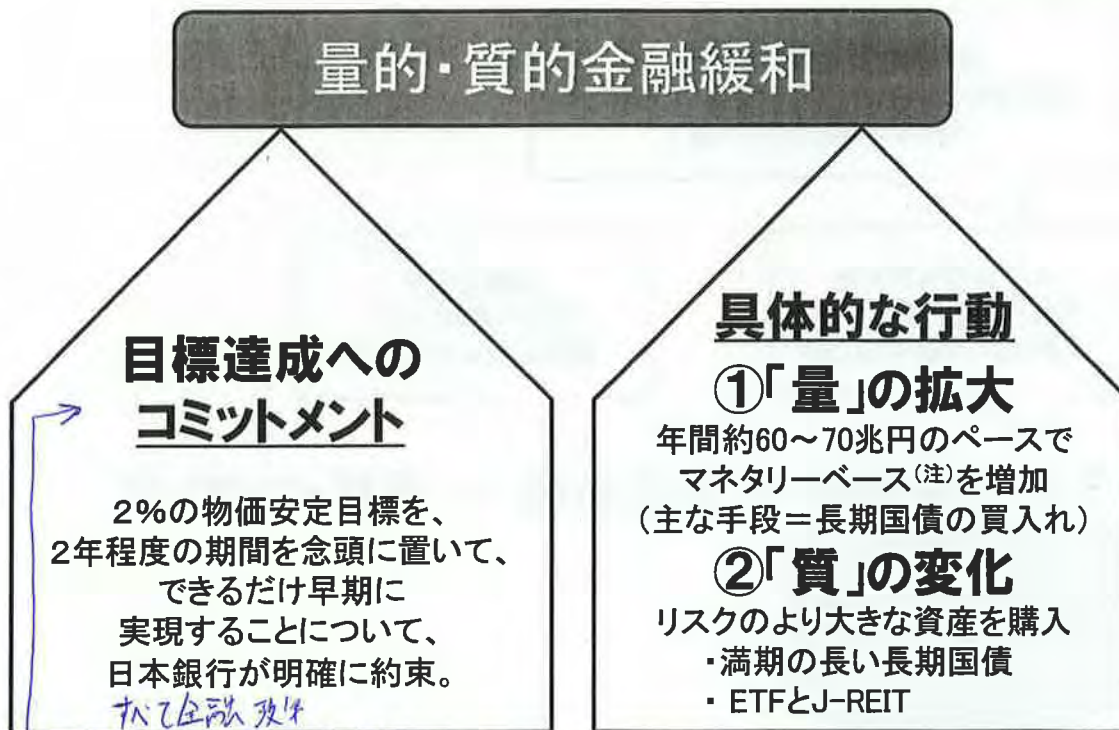 量的・質的金融緩和
目標達成への
コミットメント
2%の物価安定目標を、
2年程度の期間を念頭に置いて、
できるだけ早期に
実現することについて、
日本銀行が明確に約束。
すべて金融政策
具体的な行動
①「量」の拡大
年間約60～70兆円のペースで
マネタリーベース(注)を増加
(主な手段=長期国債の買入れ)
②「質」の変化
リスクのより大きな資産を購入
・満期の長い長期国債
・ETFとJ-REIT